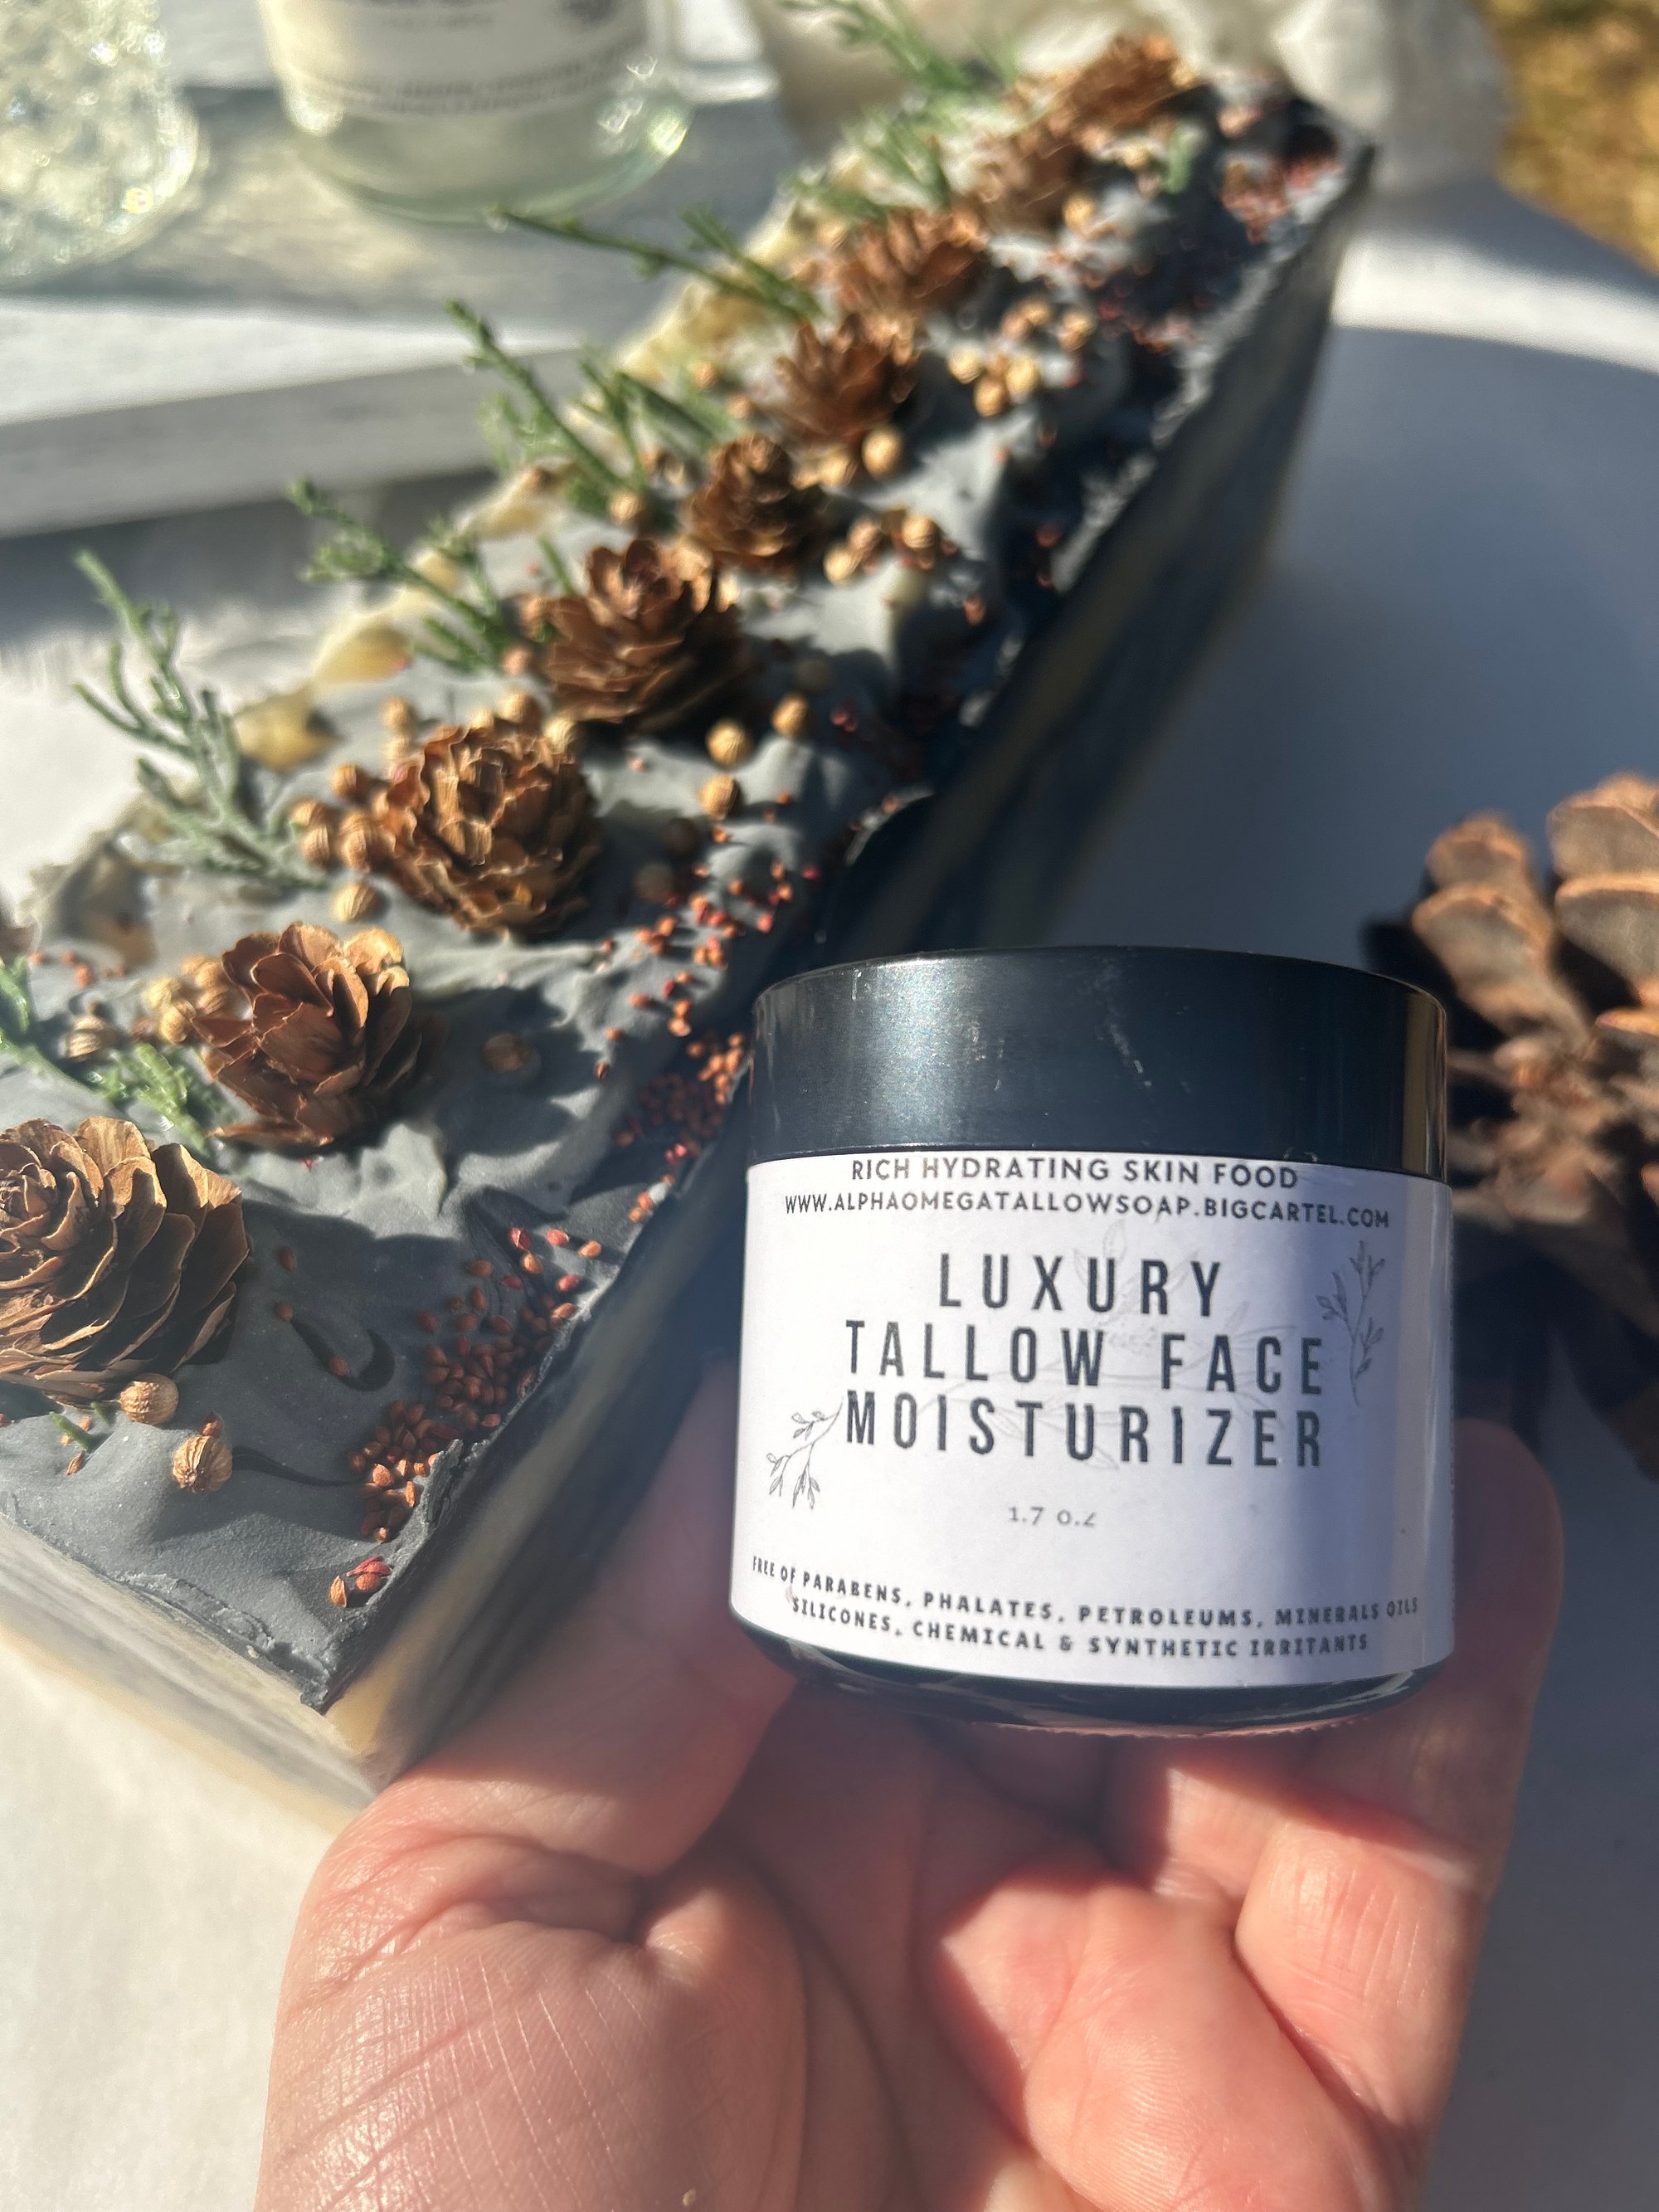 RICH HYDRATING SKIN FOOD
WWW.ALPHAOMEGATALLOWSOAP.BIGCARTEL.COM
LUXURY
TALLOW FACE
MOISTURIZER
1.7 oz
FREE OF PARABENS, PHALATES, PETROLEUMS, MINERALS OILS
SILICONES, CHEMICAL & SYNTHETIC IRRITANTS